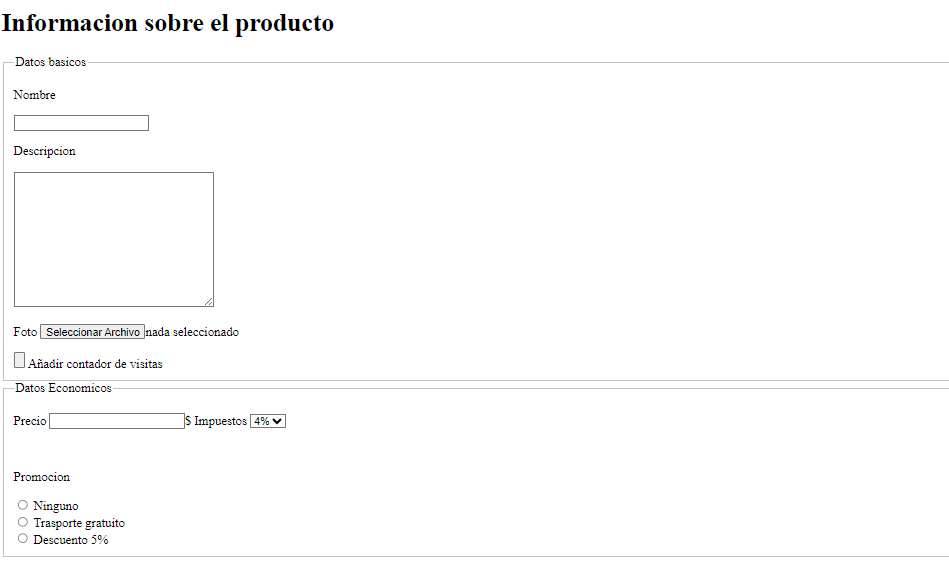 Informacion sobre el producto
Datos basicos
Nombre
Descripcion
Foto Seleccionar Archivo nada seleccionado
Añadir contador de visitas
Datos Economicos
Precio $ Impuestos 4%
Promocion
Ninguno
Trasporte gratuito
Descuento 5%